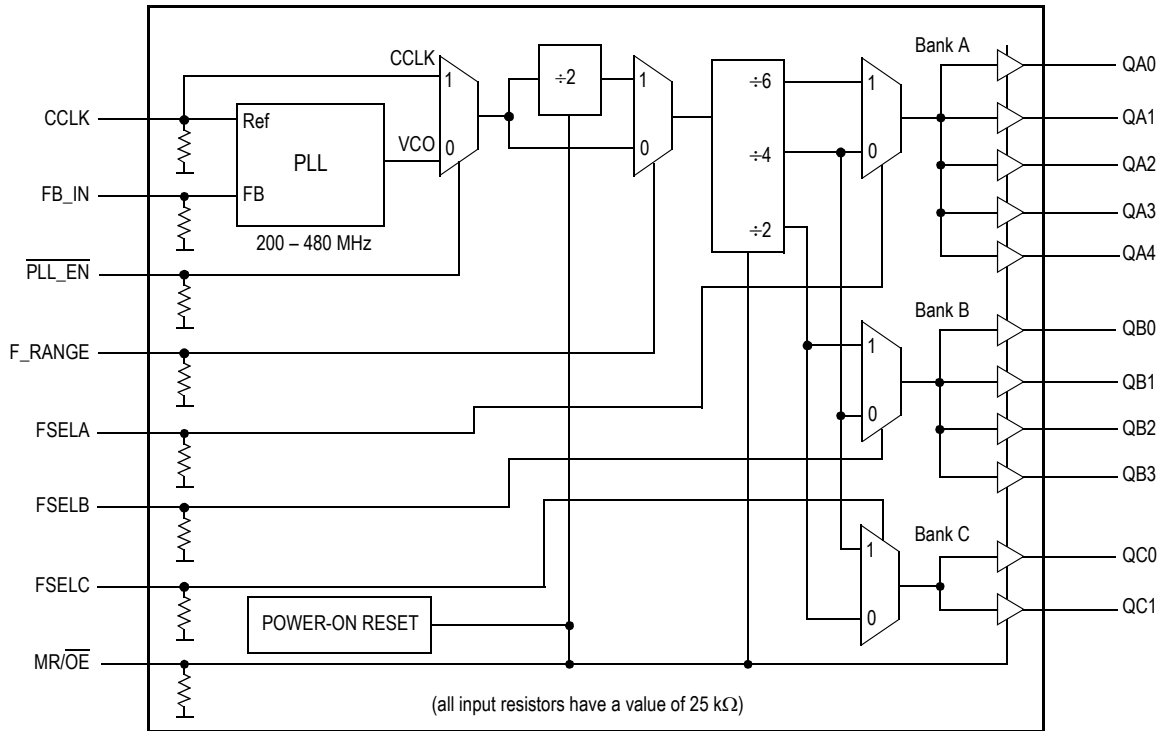 CCLK
FB_IN
PLL_EN
F_RANGE
FSELA
FSELB
FSELC
MR/OE
Ref
PLL
FB
200 – 480 MHz
CCLK
VCO
1
0
÷2
1
0
÷6
÷4
÷2
1
0
Bank A
QA0
QA1
QA2
QA3
QA4
1
0
Bank B
QB0
QB1
QB2
QB3
1
0
Bank C
QC0
QC1
POWER-ON RESET
(all input resistors have a value of 25 kΩ)